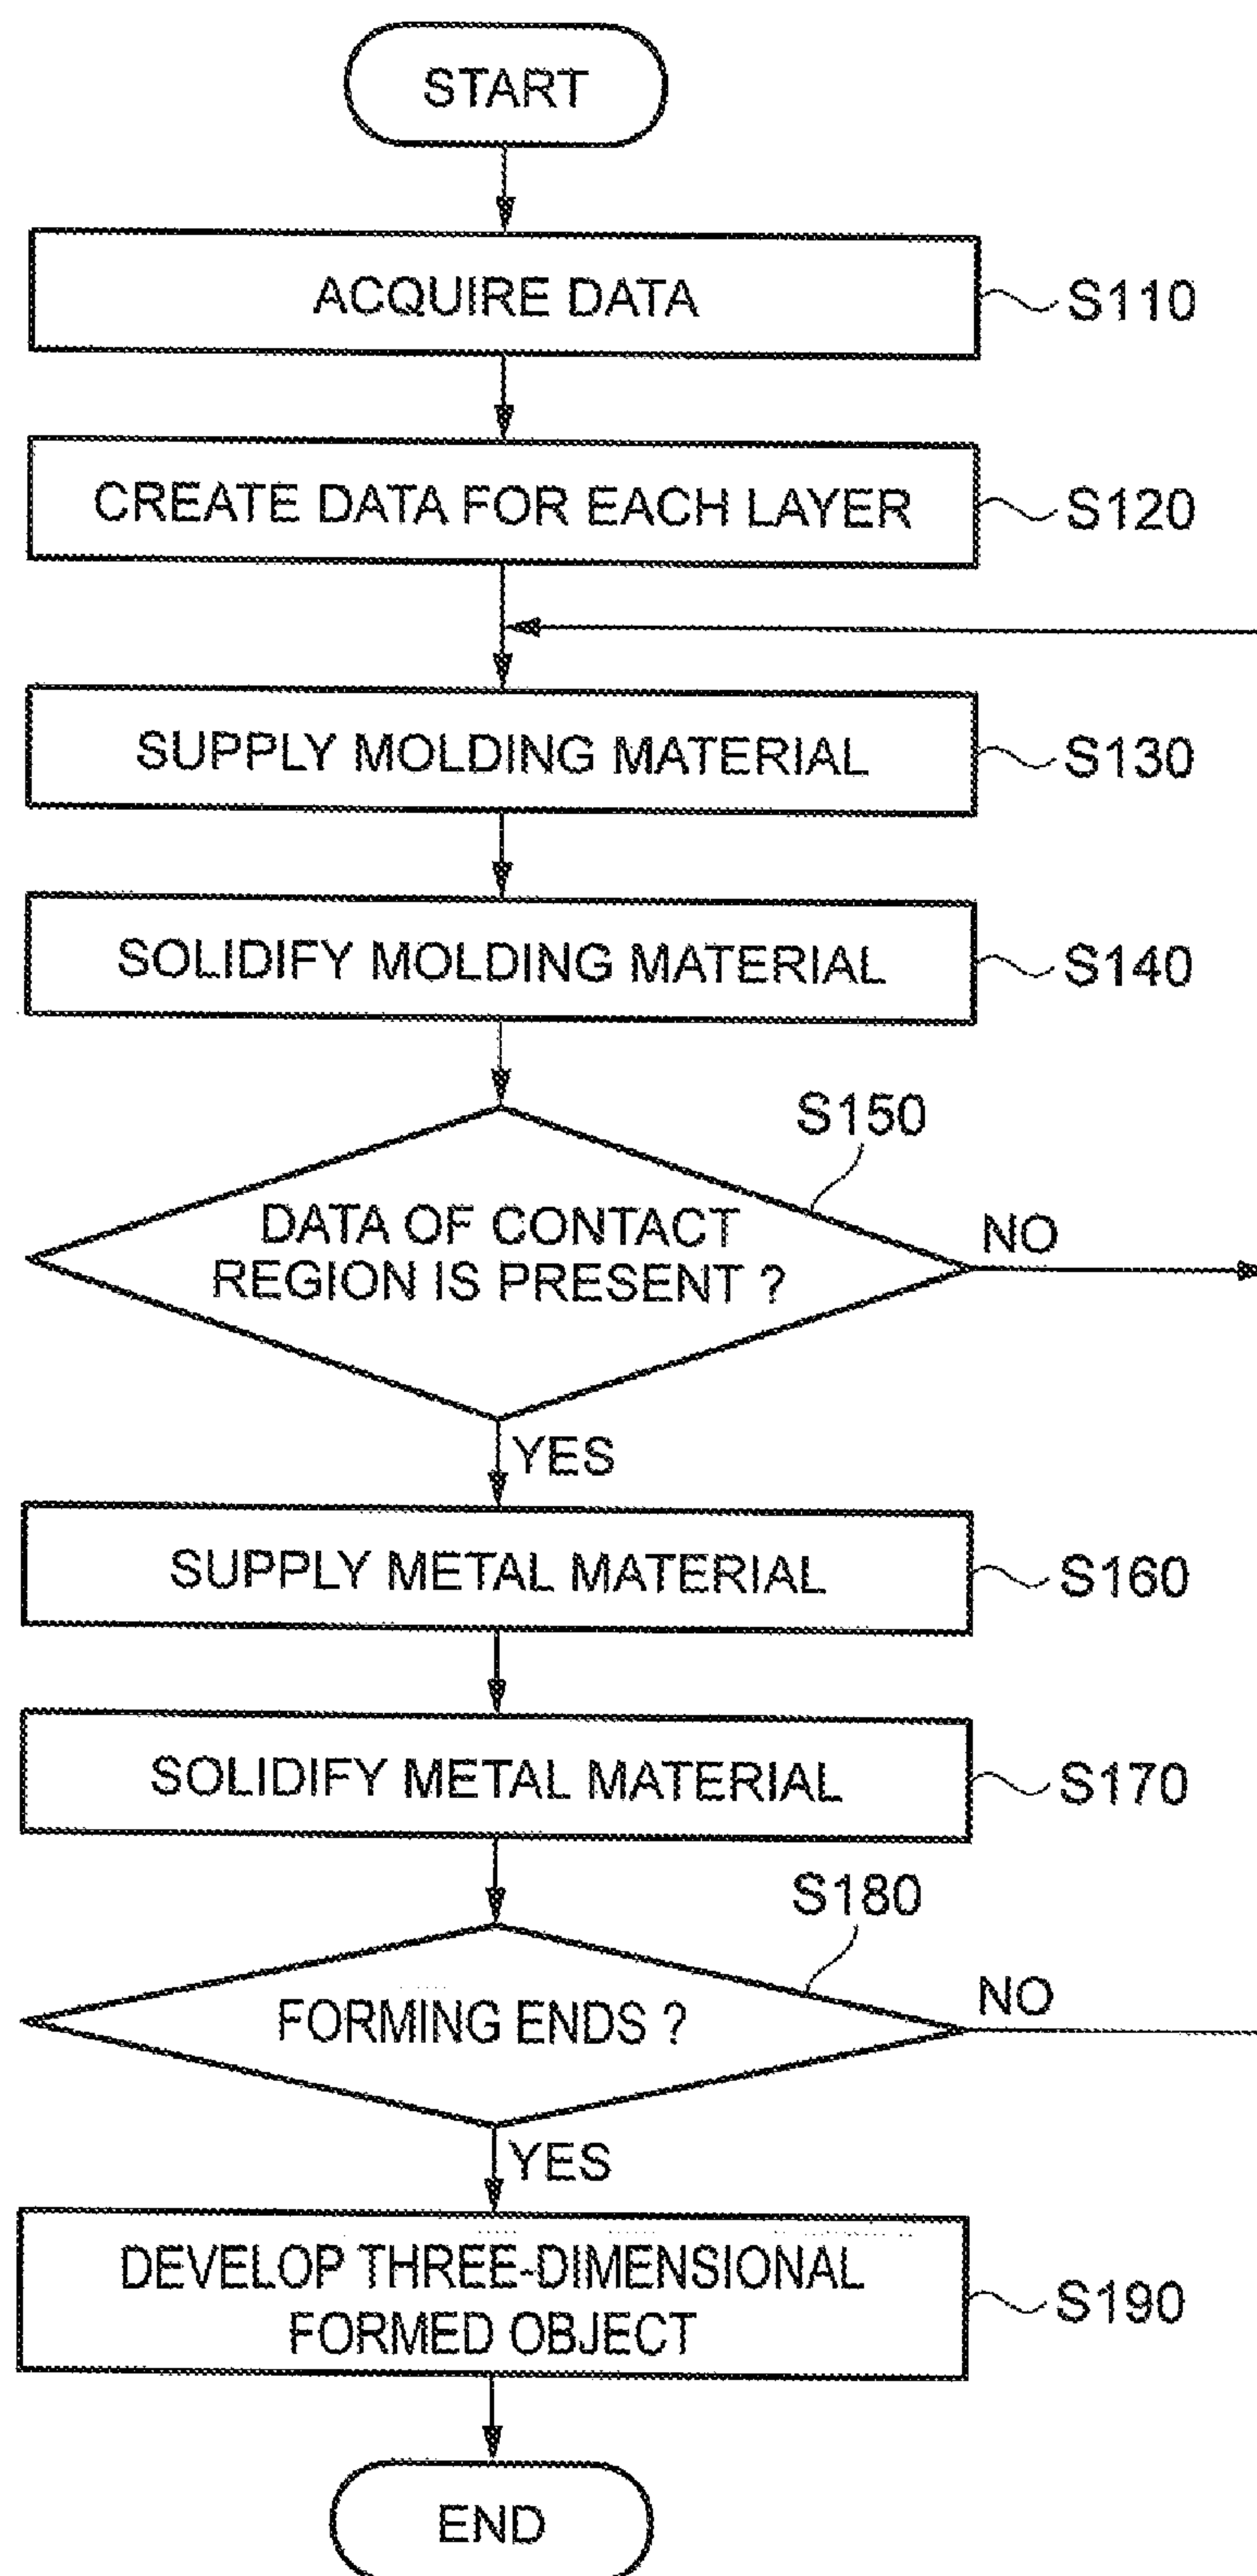 START
ACQUIRE DATA
S110
CREATE DATA FOR EACH LAYER
S120
SUPPLY MOLDING MATERIAL
S130
SOLIDIFY MOLDING MATERIAL
S140
S150
DATA OF CONTACT
REGION IS PRESENT ?
NO
YES
SUPPLY METAL MATERIAL
S160
SOLIDIFY METAL MATERIAL
S170
S180
FORMING ENDS ?
NO
YES
DEVELOP THREE-DIMENSIONAL
FORMED OBJECT
S190
END